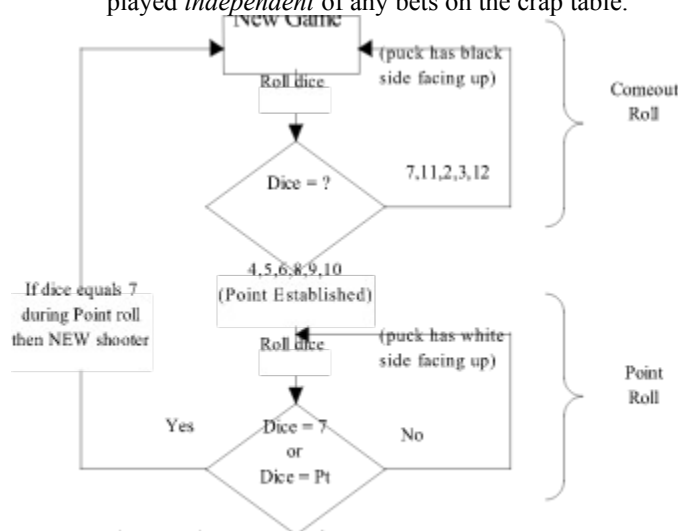 played independent of any bets on the crap table.
New Game
(puck has black
side facing up)
Roll dice
Comeout
Roll
Dice = ?
7,11,2,3,12
4,5,6,8,9,10
(Point Established)
If dice equals 7
during Point roll
then NEW shooter
Roll dice
(puck has white
side facing up)
Point
Roll
Yes
Dice = 7
or
Dice = Pt
No